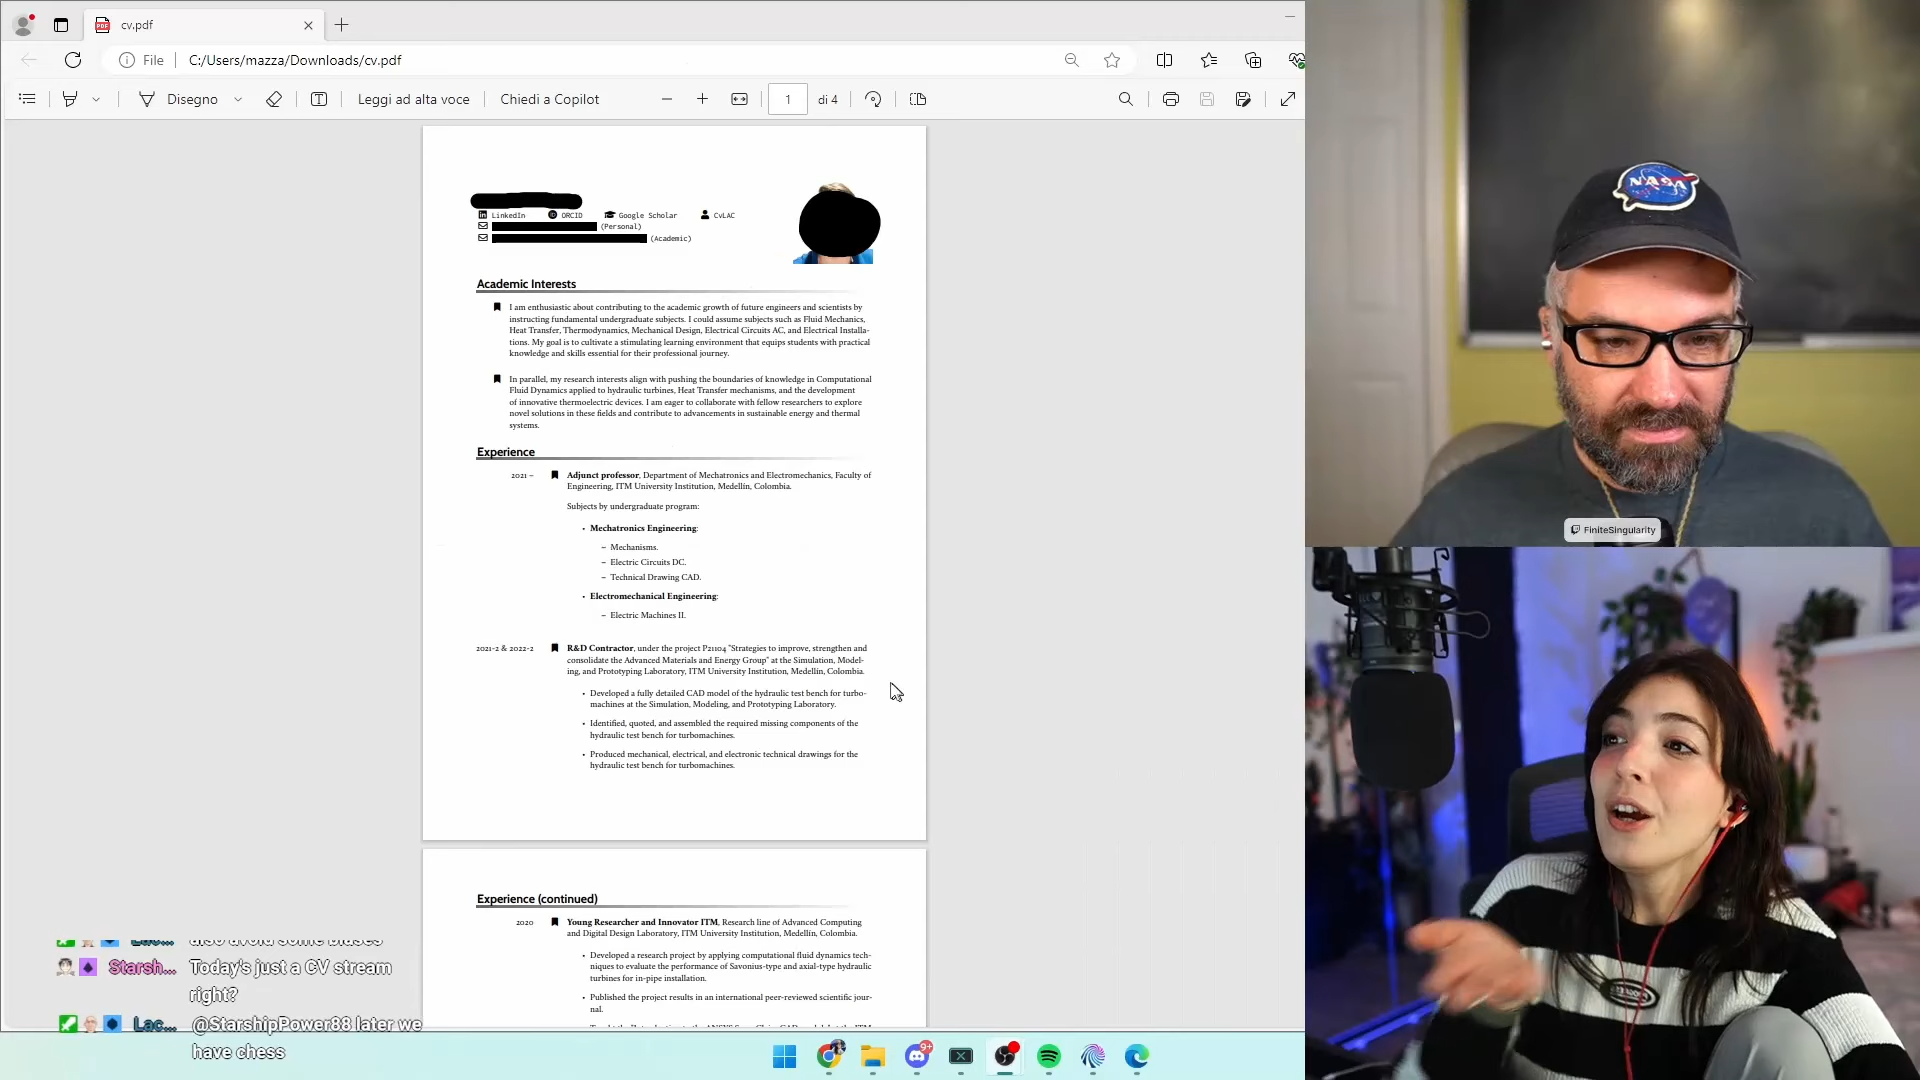 cv.pdf
File
C:/Users/mazza/Downloads/cv.pdf
Disegno
Leggi ad alta voce
Chiedi a Copilot
1
di 4
LinkedIn
ORCID
Google Scholar
CvLAC
(Personal)
(Academic)
Academic Interests
I am enthusiastic about contributing to the academic growth of future engineers and scientists by
instructing fundamental undergraduate subjects. I could assume subjects such as Fluid Mechanics,
Heat Transfer, Thermodynamics, Mechanical Design, Electrical Circuits AC, and Electrical Installa-
tions. My goal is to cultivate a stimulating learning environment that equips students with practical
knowledge and skills essential for their professional journey.
In parallel, my research interests align with pushing the boundaries of knowledge in Computational
Fluid Dynamics applied to hydraulic turbines, Heat Transfer mechanisms, and the development
of innovative thermoelectric devices. I am eager to collaborate with fellow researchers to explore
novel solutions in these fields and contribute to advancements in sustainable energy and thermal
systems.
Experience
2021 –
Adjunct professor, Department of Mechatronics and Electromechanics, Faculty of
Engineering, ITM University Institution, Medellín, Colombia.
Subjects by undergraduate program:
• Mechatronics Engineering:
– Mechanisms.
– Electric Circuits DC.
– Technical Drawing CAD.
• Electromechanical Engineering:
– Electric Machines II.
2021-2 & 2022-2
R&D Contractor, under the project P21104 "Strategies to improve, strengthen and
consolidate the Advanced Materials and Energy Group" at the Simulation, Model-
ing, and Prototyping Laboratory, ITM University Institution, Medellín, Colombia.
• Developed a fully detailed CAD model of the hydraulic test bench for turbo-
machines at the Simulation, Modeling, and Prototyping Laboratory.
• Identified, quoted, and assembled the required missing components of the
hydraulic test bench for turbomachines.
• Produced mechanical, electrical, and electronic technical drawings for the
hydraulic test bench for turbomachines.
Experience (continued)
2020
Young Researcher and Innovator ITM, Research line of Advanced Computing
and Digital Design Laboratory, ITM University Institution, Medellín, Colombia.
• Developed a research project by applying computational fluid dynamics tech-
niques to evaluate the performance of Savonius-type and axial-type hydraulic
turbines for in-pipe installation.
• Published the project results in an international peer-reviewed scientific jour-
nal.
Lac... also avoid some biases
Starsh... Today's just a CV stream
right?
Lac... @StarshipPower88 later we
have chess
9+
NASA
FiniteSingularity